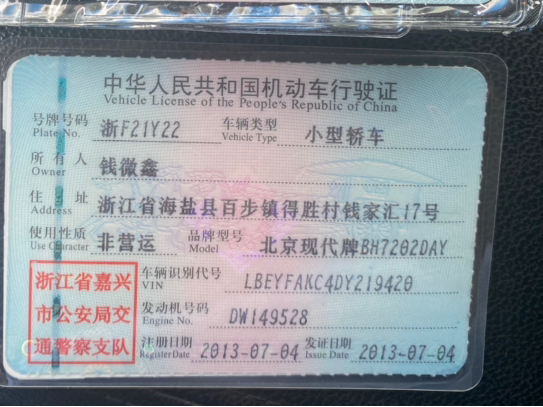 中华人民共和国机动车行驶证
Vehicle License of the People's Republic of China
号牌号码 Plate No. 浙F21Y22 车辆类型 Vehicle Type 小型轿车
所有人 Owner 钱微鑫
住址 Address 浙江省海盐县百步镇得胜村钱家汇17号
使用性质 Use Character 非营运 品牌型号 Model 北京现代牌BH7202DAY
车辆识别代号 VIN LBEYFAKC4DY219420
发动机号码 Engine No. DW149528
注册日期 Register Date 2013-07-04 发证日期 Issue Date 2013-07-04
浙江省嘉兴
市公安局交
通警察支队